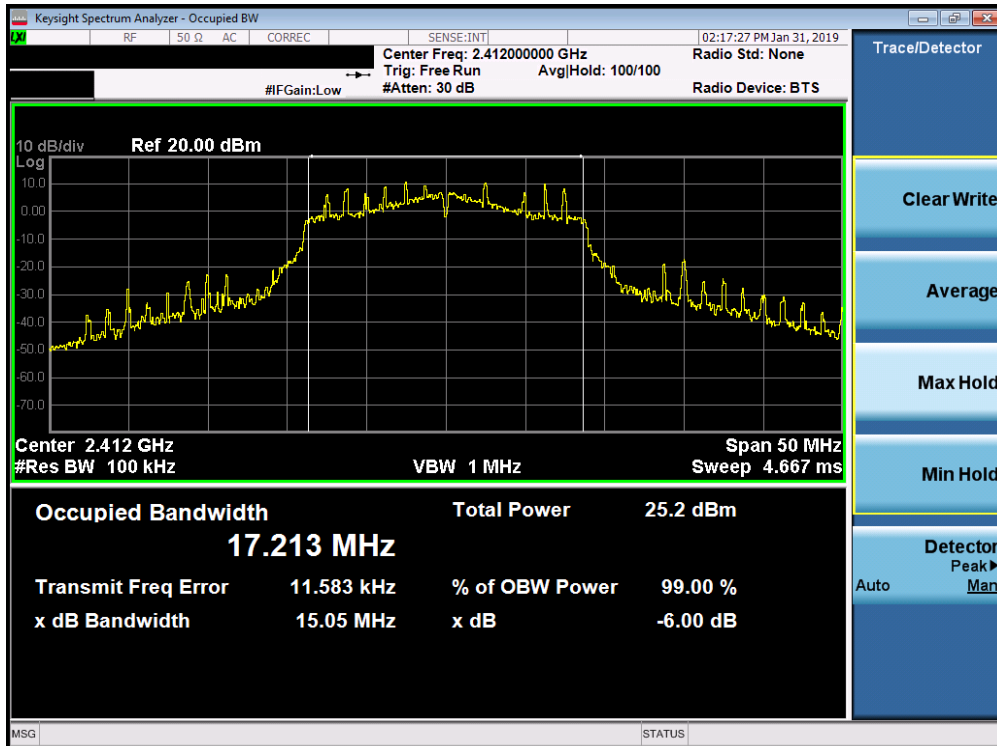 Keysight Spectrum Analyzer - Occupied BW
LXI RF 50 Ω AC CORREC SENSE:INT 02:17:27 PM Jan 31, 2019
Center Freq: 2.412000000 GHz Radio Std: None
Trig: Free Run Avg|Hold: 100/100
#IFGain:Low #Atten: 30 dB Radio Device: BTS
Trace/Detector
10 dB/div Ref 20.00 dBm
Log
10.0
0.00
-10.0
-20.0
-30.0
-40.0
-50.0
-60.0
-70.0
Center 2.412 GHz Span 50 MHz
#Res BW 100 kHz VBW 1 MHz Sweep 4.667 ms
Occupied Bandwidth Total Power 25.2 dBm
17.213 MHz
Transmit Freq Error 11.583 kHz % of OBW Power 99.00 %
x dB Bandwidth 15.05 MHz x dB -6.00 dB
Clear Write
Average
Max Hold
Min Hold
Detector
Peak▶
Auto Man
MSG STATUS